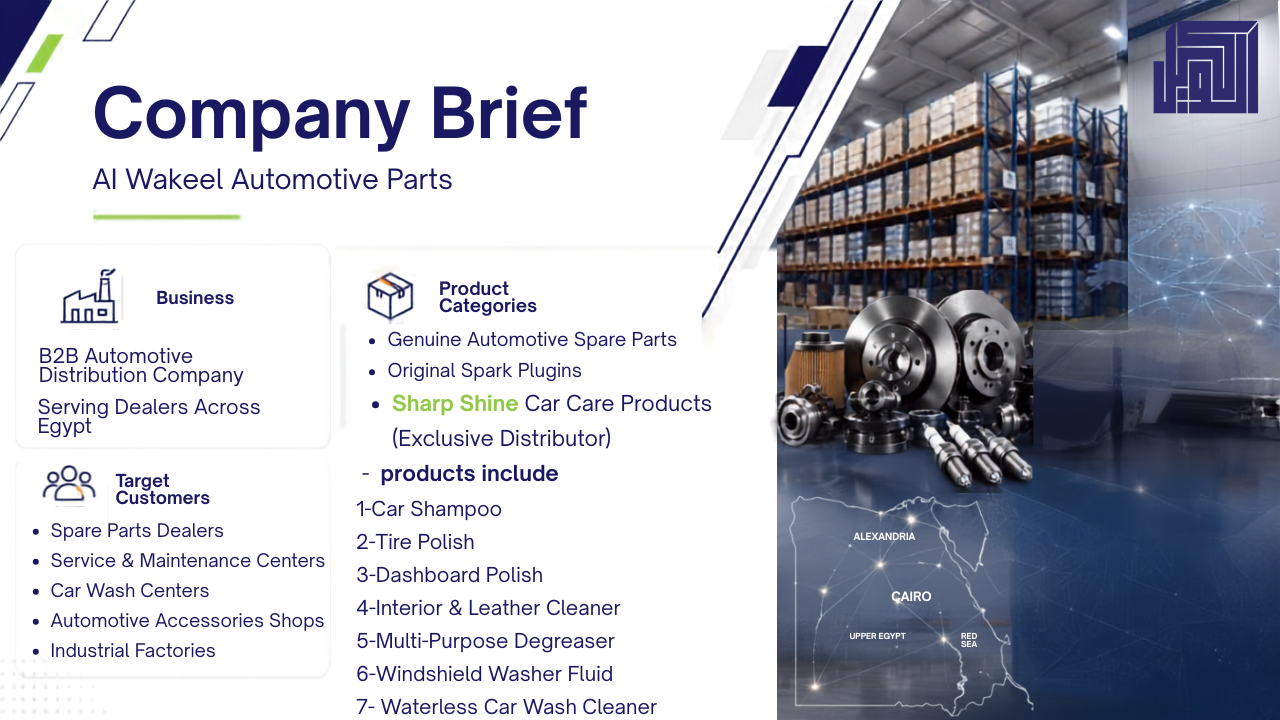 Company Brief
Al Wakeel Automotive Parts
Business
B2B Automotive
Distribution Company
Serving Dealers Across
Egypt
Target
Customers
• Spare Parts Dealers
• Service & Maintenance Centers
• Car Wash Centers
• Automotive Accessories Shops
• Industrial Factories
Product
Categories
• Genuine Automotive Spare Parts
• Original Spark Plugins
• Sharp Shine Car Care Products
(Exclusive Distributor)
- products include
1-Car Shampoo
2-Tire Polish
3-Dashboard Polish
4-Interior & Leather Cleaner
5-Multi-Purpose Degreaser
6-Windshield Washer Fluid
7- Waterless Car Wash Cleaner
الوكيل
ALEXANDRIA
CAIRO
UPPER EGYPT
RED
SEA